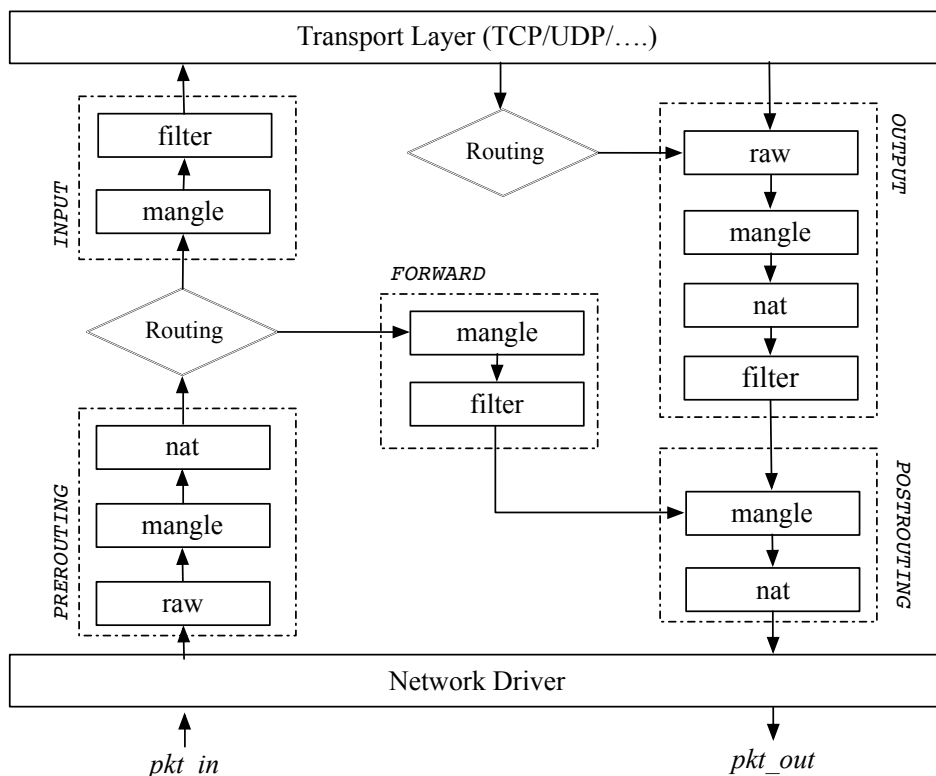 Transport Layer (TCP/UDP/….)
filter
mangle
INPUT
Routing
nat
mangle
raw
PREROUTING
FORWARD
mangle
filter
Routing
OUTPUT
raw
mangle
nat
filter
POSTROUTING
mangle
nat
Network Driver
pkt_in
pkt_out